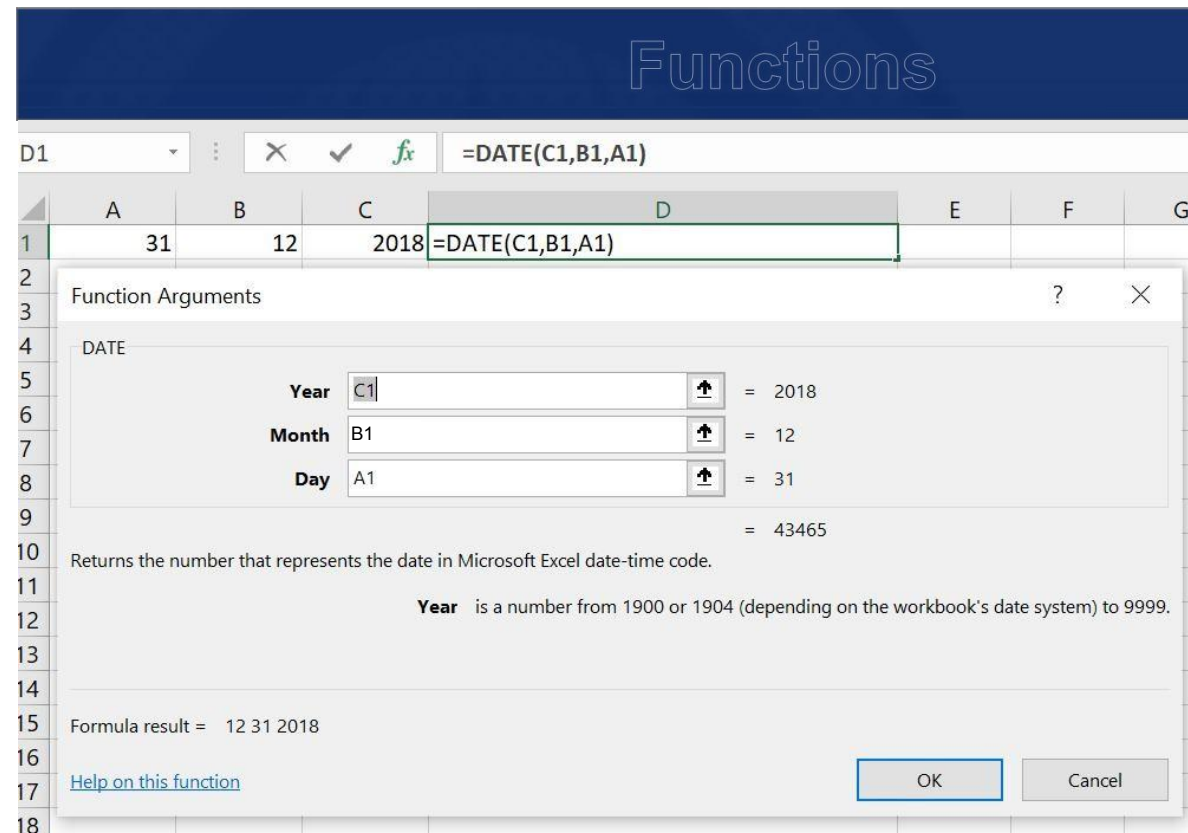 Functions
D1 fx =DATE(C1,B1,A1)
A B C D E F G
1 31 12 2018 =DATE(C1,B1,A1)
2
Function Arguments ?
3
4 DATE
5 Year C1 = 2018
6
7 Month B1 = 12
8 Day A1 = 31
9 = 43465
10 Returns the number that represents the date in Microsoft Excel date-time code.
11
12 Year is a number from 1900 or 1904 (depending on the workbook's date system) to 9999.
13
14
15 Formula result = 12 31 2018
16
17 Help on this function OK Cancel
18